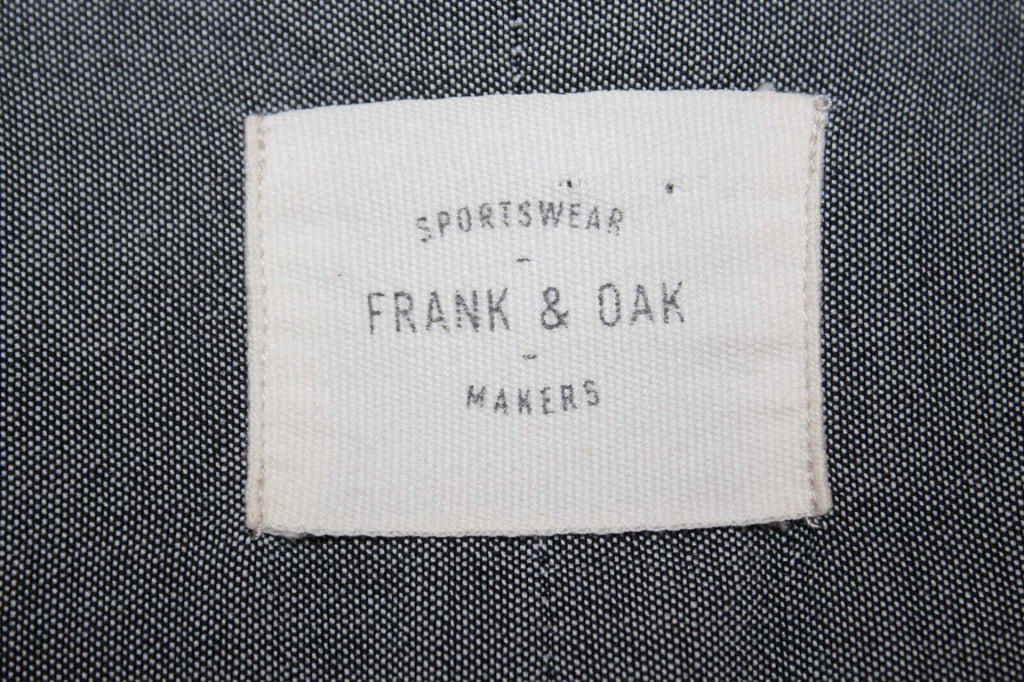 SPORTSWEAR
-
FRANK & OAK
-
MAKERS